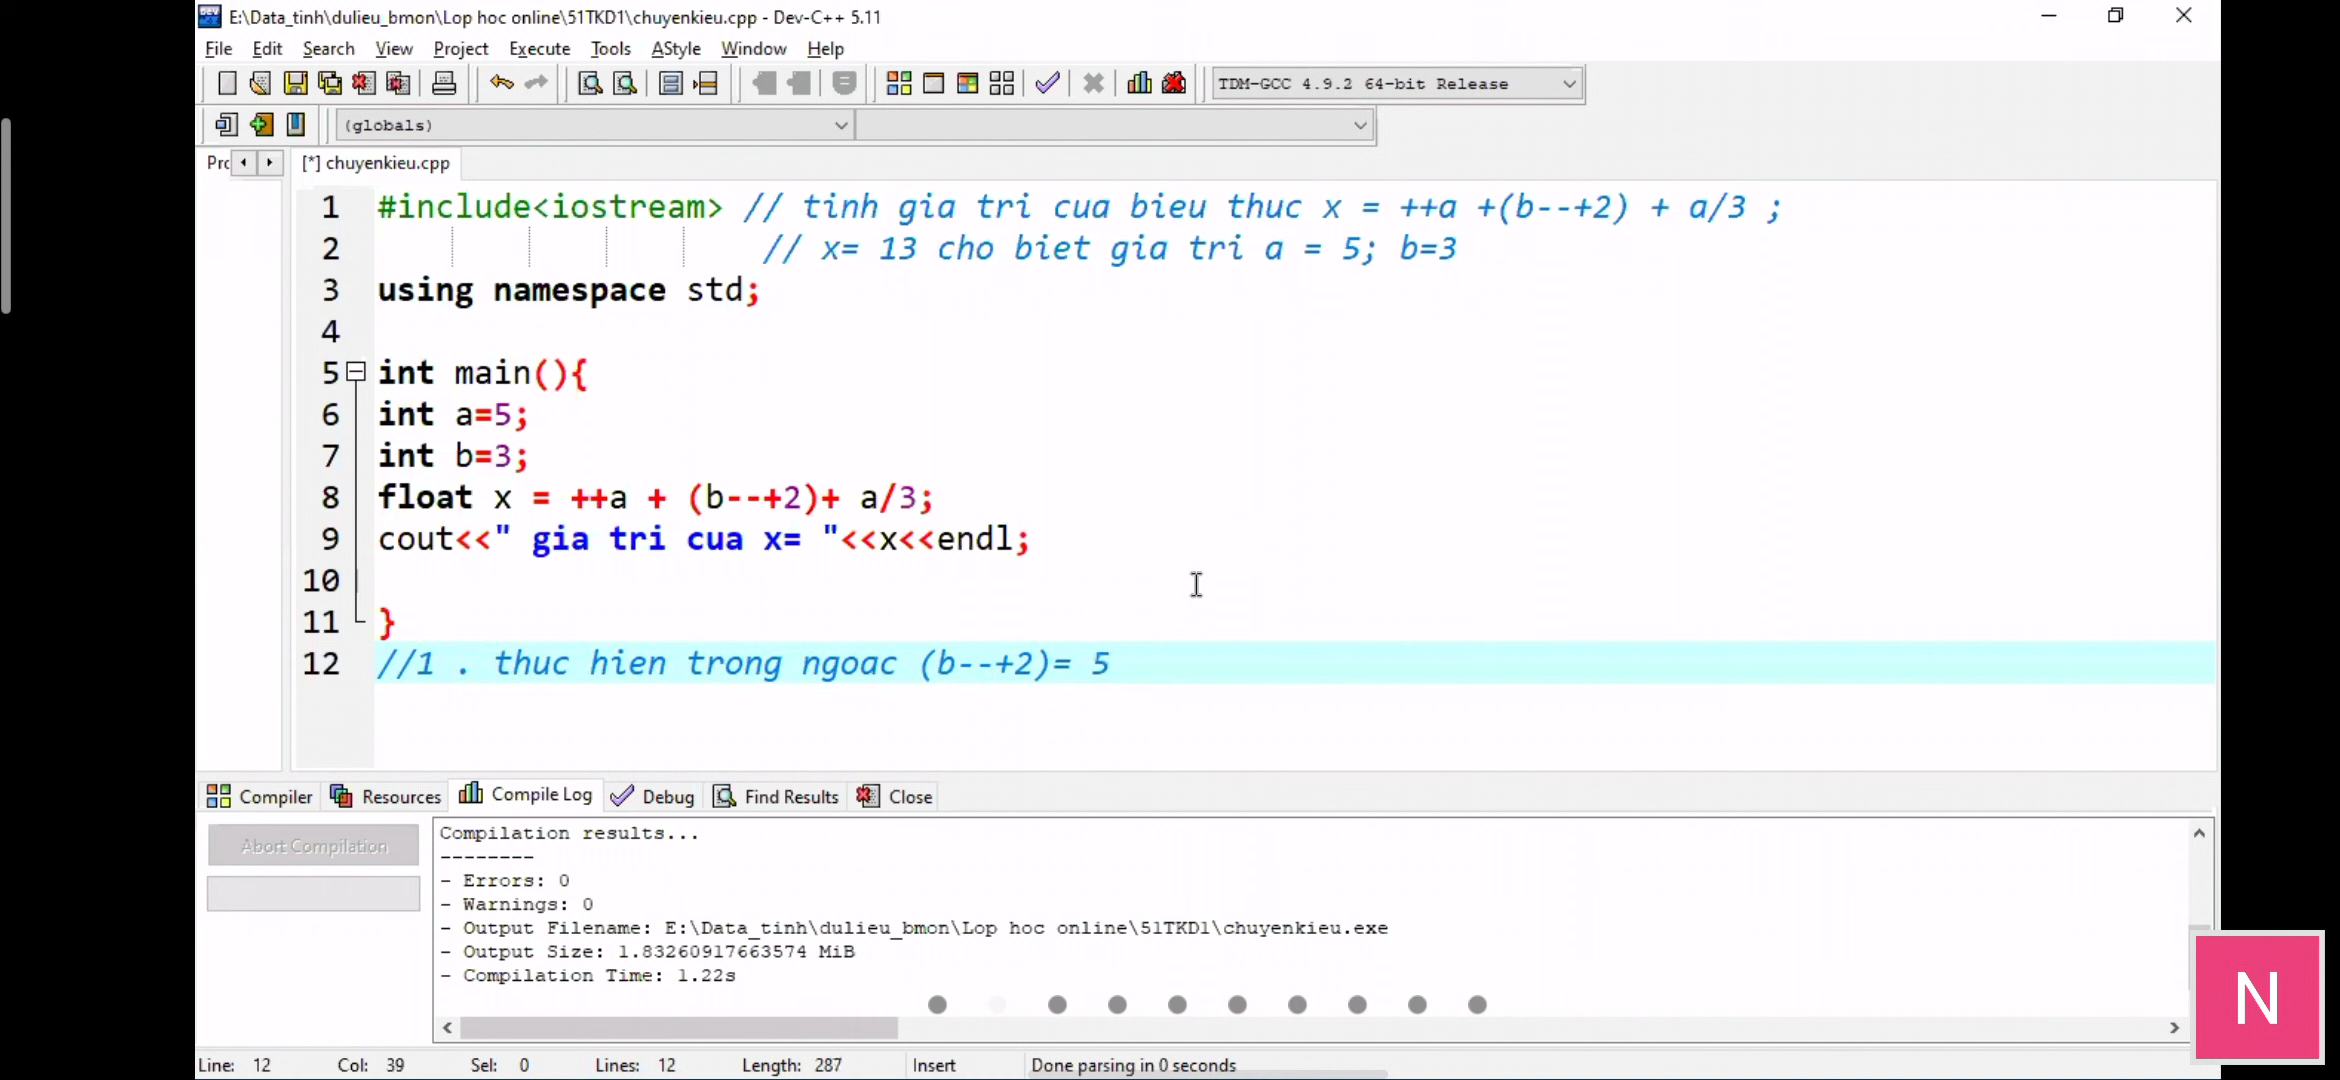 E:\Data_tinh\dulieu_bmon\Lop hoc online\51TKD1\chuyenkieu.cpp - Dev-C++ 5.11
File Edit Search View Project Execute Tools AStyle Window Help
TDM-GCC 4.9.2 64-bit Release
(globals)
Prc [*] chuyenkieu.cpp
1 #include<iostream> // tinh gia tri cua bieu thuc x = ++a +(b--+2) + a/3 ;
2 // x= 13 cho biet gia tri a = 5; b=3
3 using namespace std;
4
5 int main(){
6 int a=5;
7 int b=3;
8 float x = ++a + (b--+2)+ a/3;
9 cout<<" gia tri cua x= "<<x<<endl;
10
11 }
12 //1 . thuc hien trong ngoac (b--+2)= 5
Compiler Resources Compile Log Debug Find Results Close
Abort Compilation
Compilation results...
--------
- Errors: 0
- Warnings: 0
- Output Filename: E:\Data_tinh\dulieu_bmon\Lop hoc online\51TKD1\chuyenkieu.exe
- Output Size: 1.83260917663574 MiB
- Compilation Time: 1.22s
N
Line: 12 Col: 39 Sel: 0 Lines: 12 Length: 287 Insert Done parsing in 0 seconds